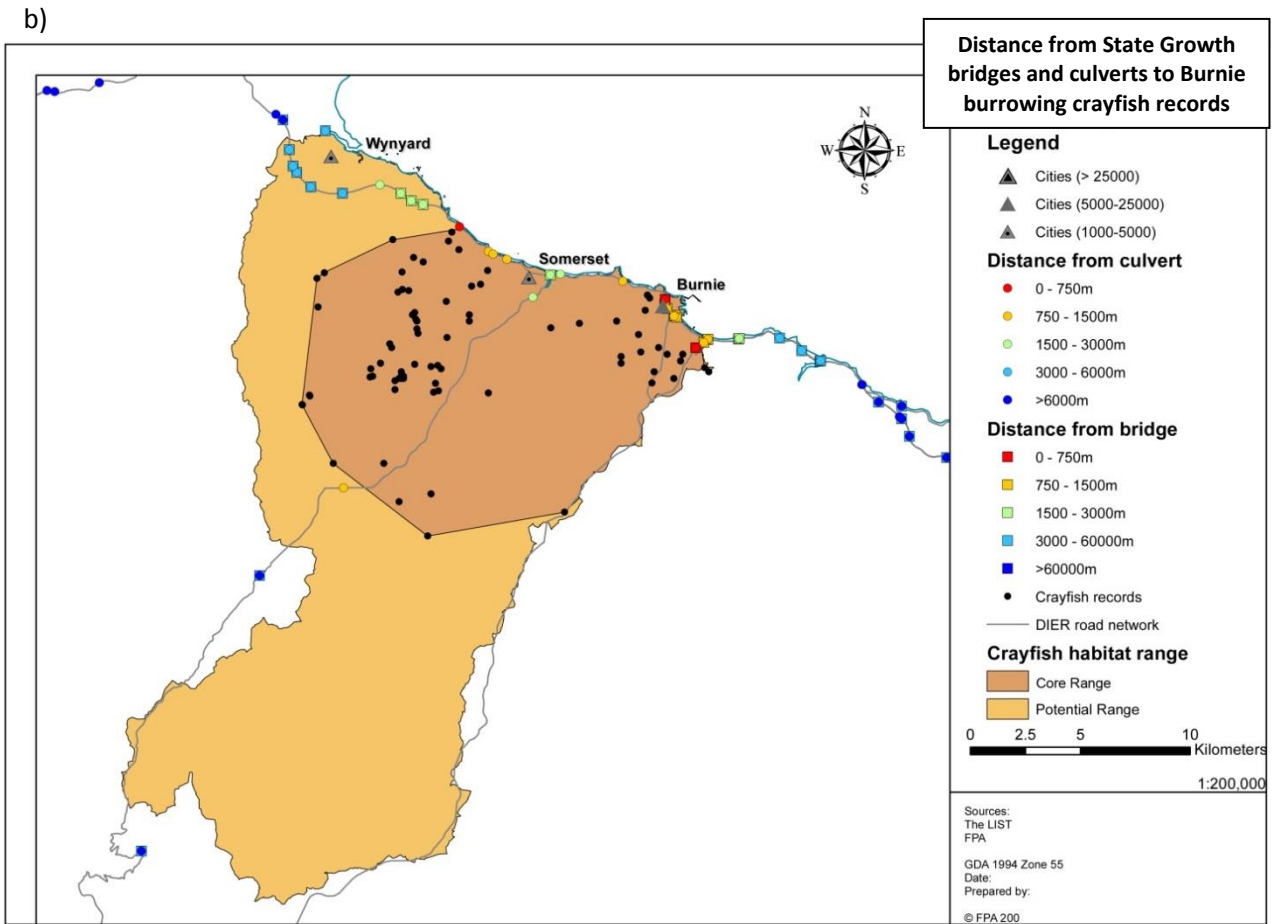 b)
Distance from State Growth
bridges and culverts to Burnie
burrowing crayfish records
N
W E
S
Wynyard
Somerset
Burnie
Legend
Cities (> 25000)
Cities (5000-25000)
Cities (1000-5000)
Distance from culvert
0 - 750m
750 - 1500m
1500 - 3000m
3000 - 6000m
>6000m
Distance from bridge
0 - 750m
750 - 1500m
1500 - 3000m
3000 - 60000m
>60000m
Crayfish records
DIER road network
Crayfish habitat range
Core Range
Potential Range
0 2.5 5 10
Kilometers
1:200,000
Sources:
The LIST
FPA
GDA 1994 Zone 55
Date:
Prepared by:
© FPA 200